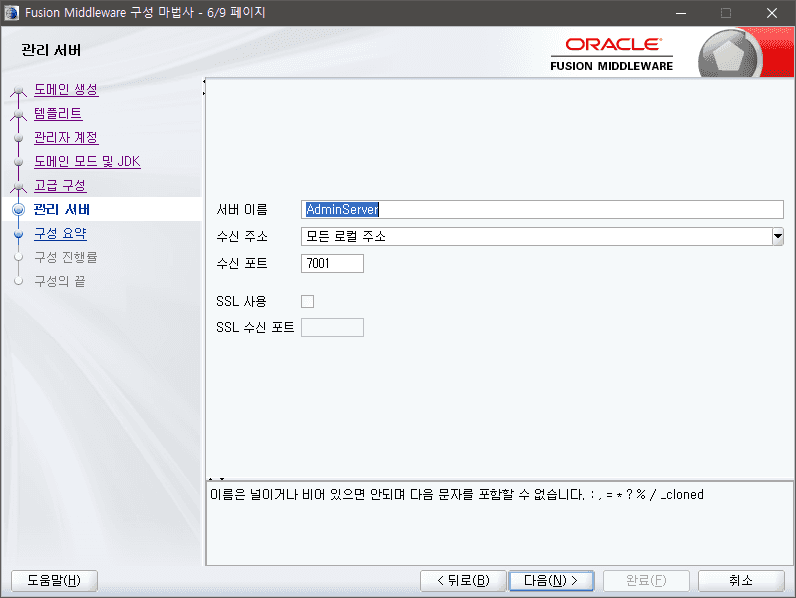 Fusion Middleware 구성 마법사 - 6/9 페이지
관리 서버
ORACLE
FUSION MIDDLEWARE
도메인 생성
템플리트
관리자 계정
도메인 모드 및 JDK
고급 구성
관리 서버
구성 요약
구성 진행률
구성의 끝
서버 이름 AdminServer
수신 주소 모든 로컬 주소
수신 포트 7001
SSL 사용
SSL 수신 포트
이름은 널이거나 비어 있으면 안되며 다음 문자를 포함할 수 없습니다. : , = * ? % / _cloned
도움말(H) < 뒤로(B) 다음(N) > 완료(F) 취소